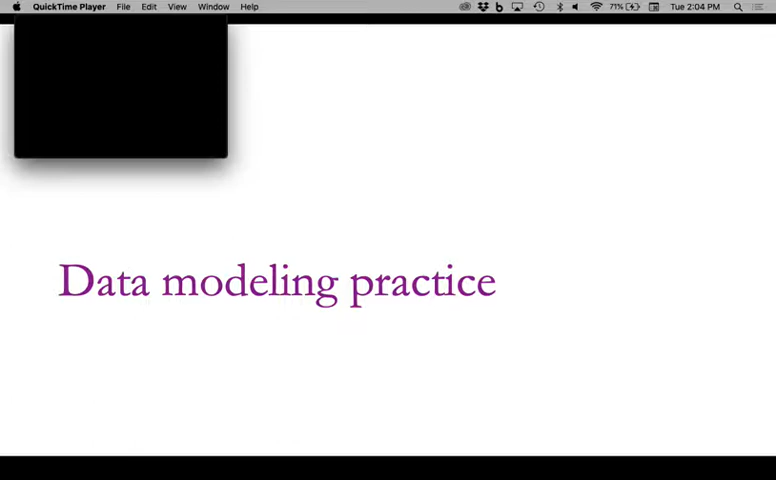 QuickTime Player File Edit View Window Help 71% Tue 2:04 PM
Data modeling practice